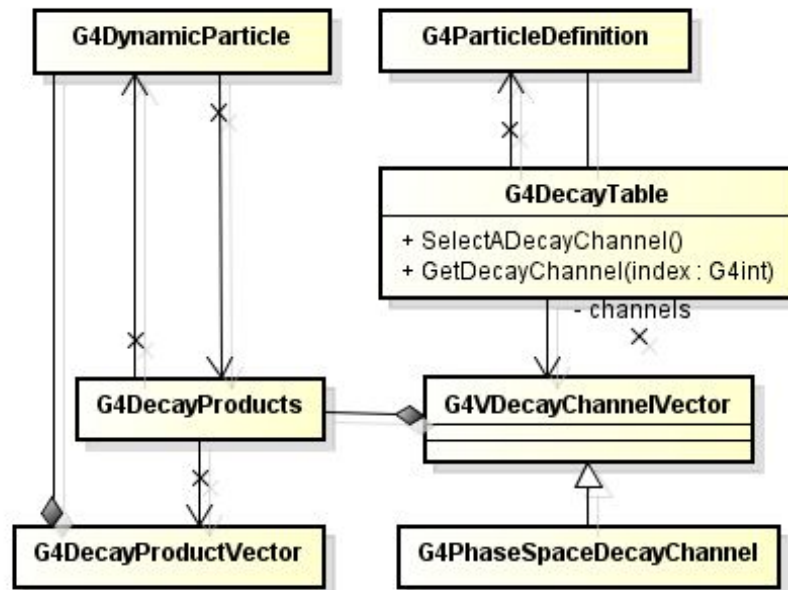 G4DynamicParticle
G4ParticleDefinition
G4DecayTable
+ SelectADecayChannel()
+ GetDecayChannel(index : G4int)
- channels
G4DecayProducts
G4VDecayChannelVector
G4DecayProductVector
G4PhaseSpaceDecayChannel